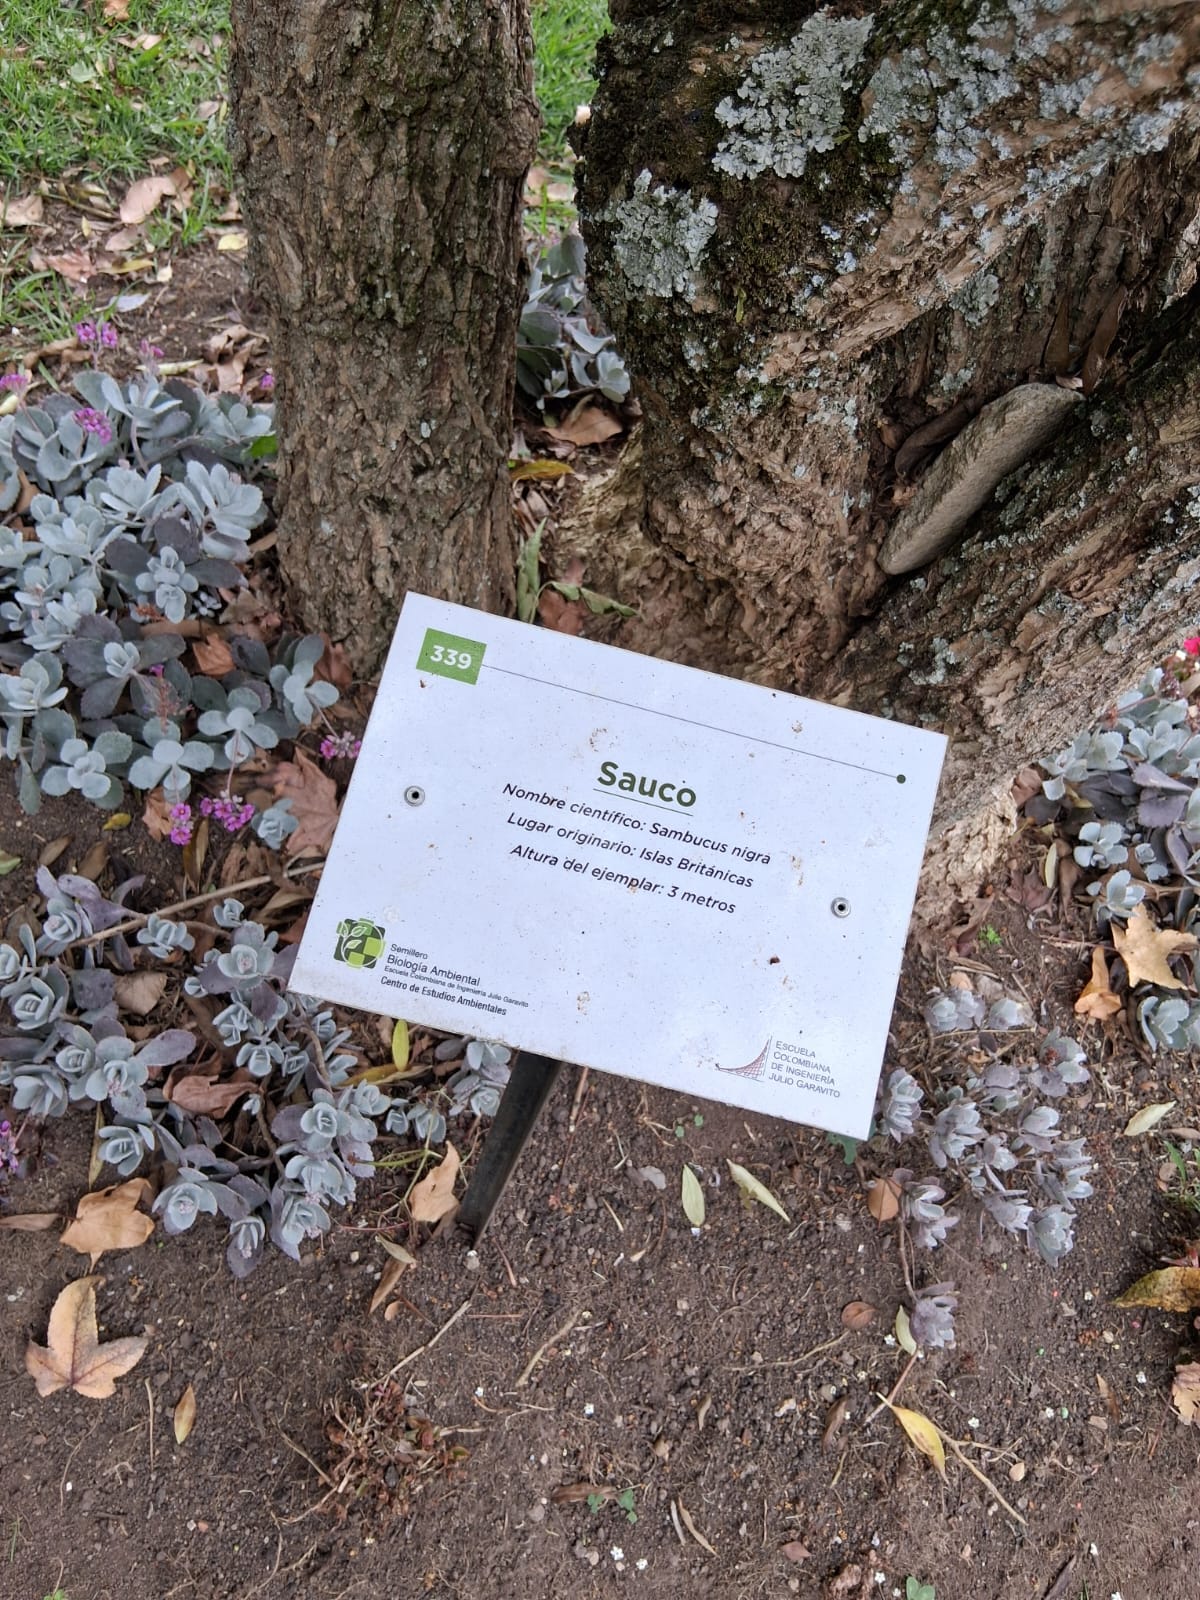 339
Sauco
Nombre científico: Sambucus nigra
Lugar originario: Islas Británicas
Altura del ejemplar: 3 metros
Semillero
Biología Ambiental
Escuela Colombiana de Ingeniería Julio Garavito
Centro de Estudios Ambientales
ESCUELA
COLOMBIANA
DE INGENIERÍA
JULIO GARAVITO